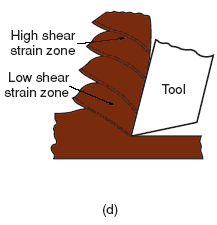 High shear
strain zone
Low shear
strain zone
Tool
(d)